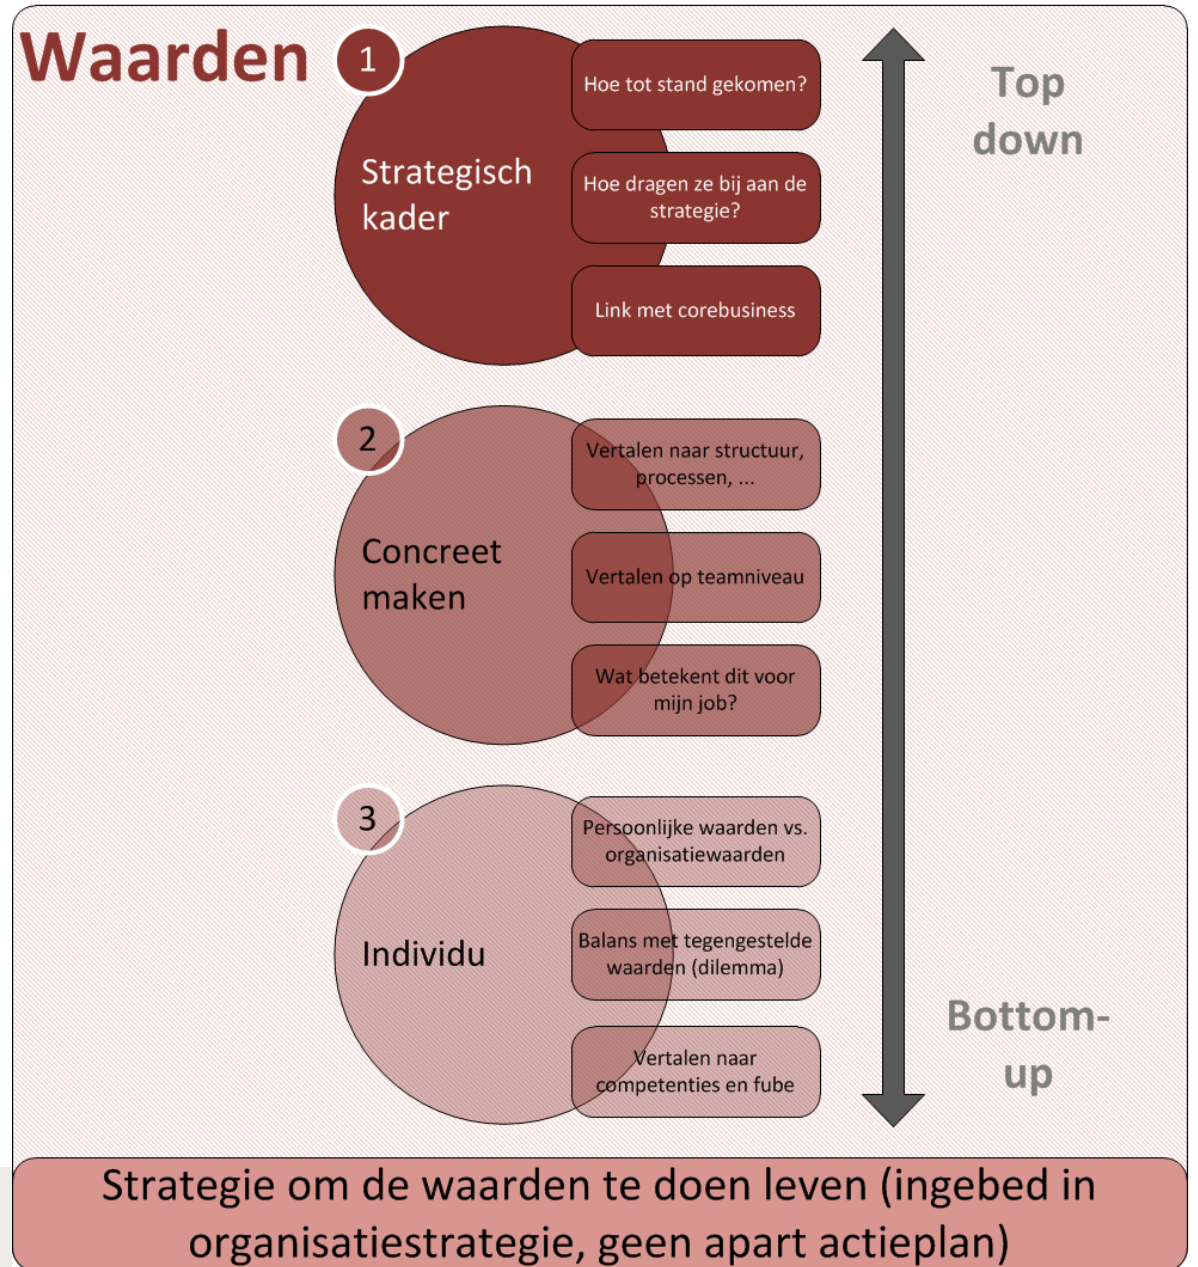 Waarden
1
Strategisch
kader
Hoe tot stand gekomen?
Hoe dragen ze bij aan de
strategie?
Link met corebusiness
Top
down
2
Concreet
maken
Vertalen naar structuur,
processen, ...
Vertalen op teamniveau
Wat betekent dit voor
mijn job?
3
Individu
Persoonlijke waarden vs.
organisatiewaarden
Balans met tegengestelde
waarden (dilemma)
Vertalen naar
competenties en fube
Bottom-
up
Strategie om de waarden te doen leven (ingebed in
organisatiestrategie, geen apart actieplan)